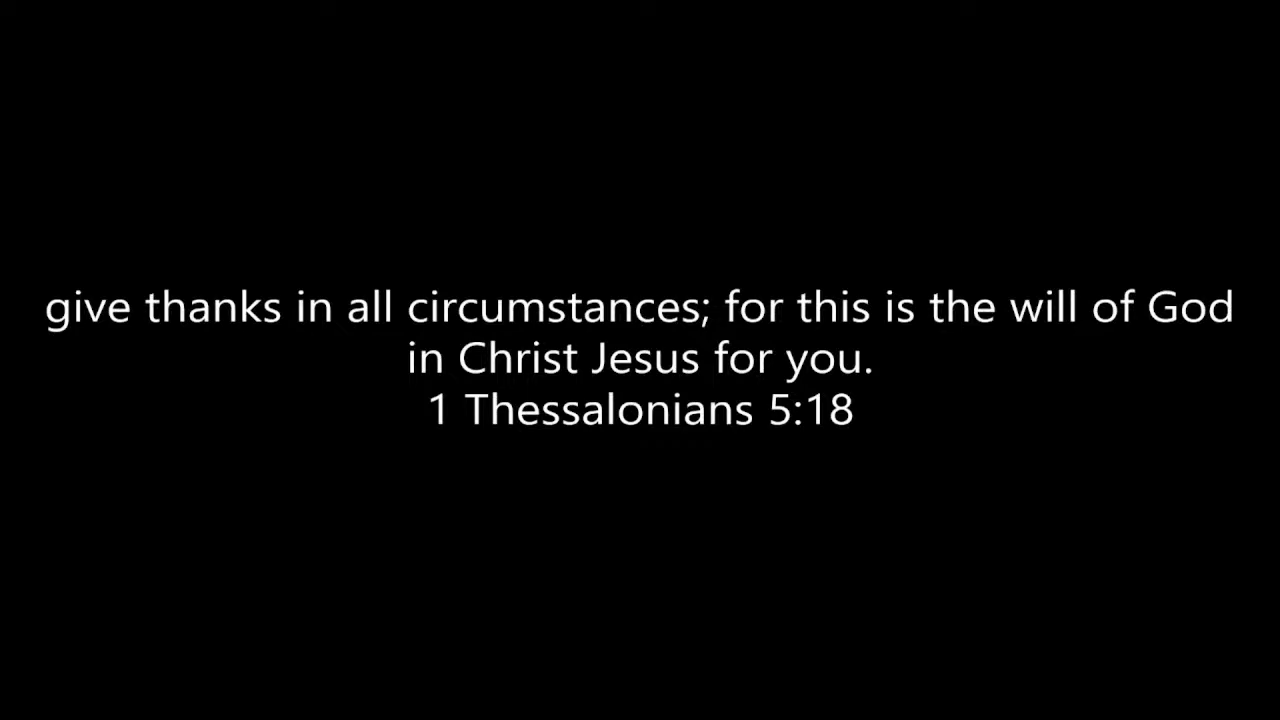 give thanks in all circumstances; for this is the will of God
in Christ Jesus for you.
1 Thessalonians 5:18